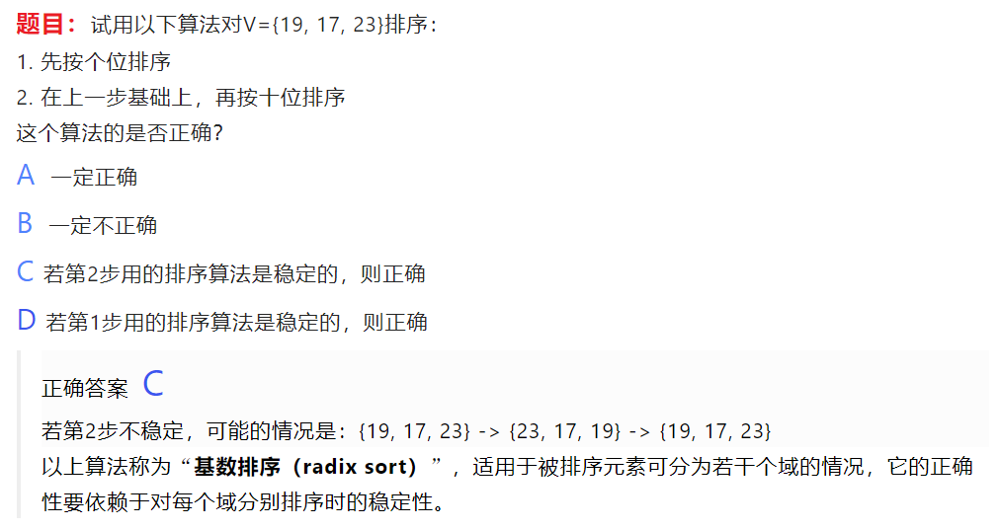 题目：试用以下算法对V={19, 17, 23}排序：
1. 先按个位排序
2. 在上一步基础上，再按十位排序
这个算法的是否正确？
A 一定正确
B 一定不正确
C 若第2步用的排序算法是稳定的，则正确
D 若第1步用的排序算法是稳定的，则正确
正确答案 C
若第2步不稳定，可能的情况是：{19, 17, 23} -> {23, 17, 19} -> {19, 17, 23}
以上算法称为“基数排序（radix sort）”，适用于被排序元素可分为若干个域的情况，它的正确
性要依赖于对每个域分别排序时的稳定性。